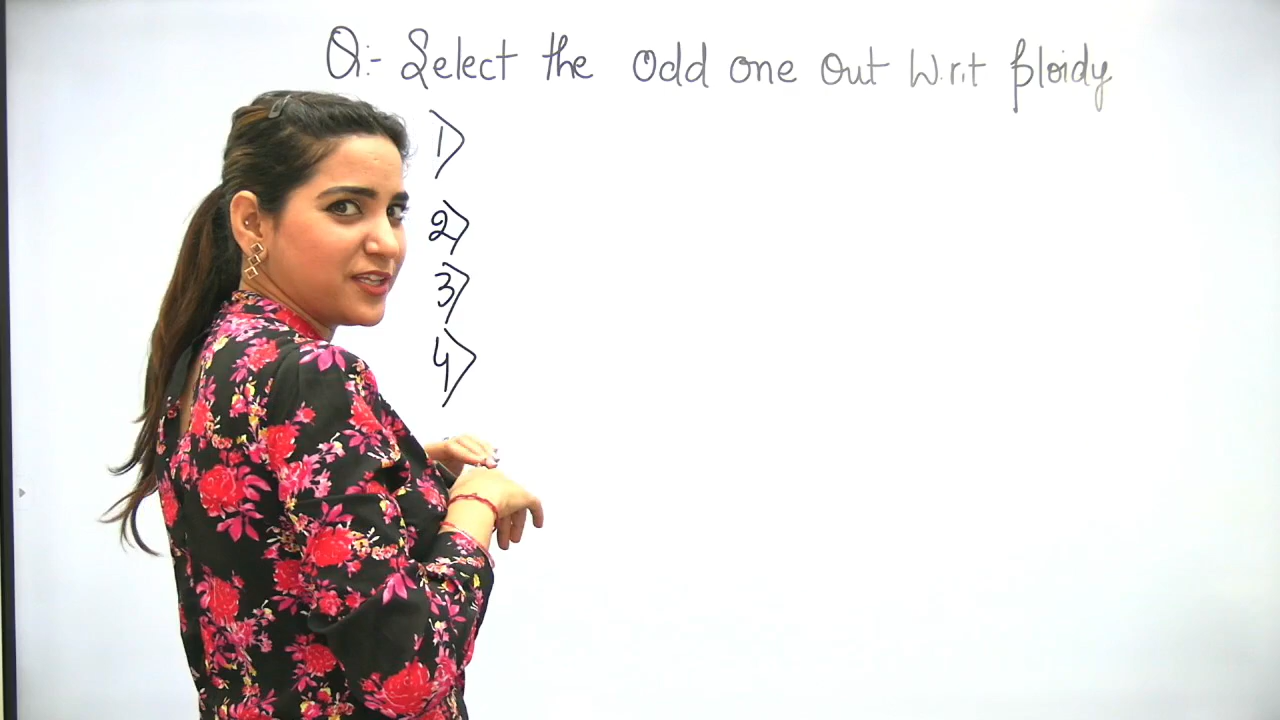 Q:- Select the odd one out w.r.t ploidy
1)
2)
3)
4)